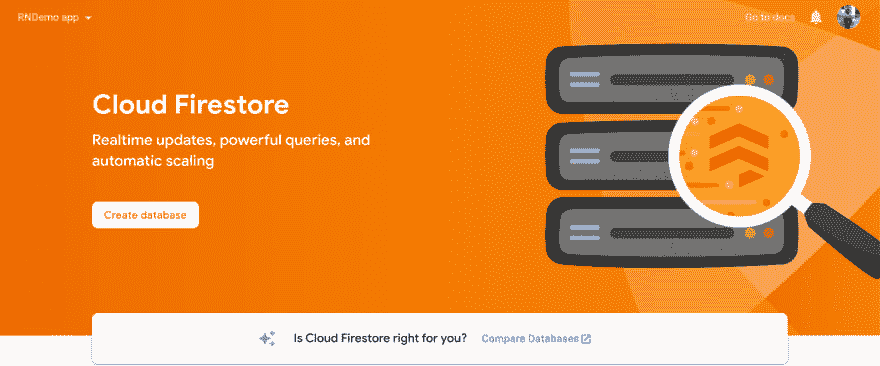 RNDemo app
Go to docs
Cloud Firestore
Realtime updates, powerful queries, and
automatic scaling
Create database
Is Cloud Firestore right for you? Compare Databases